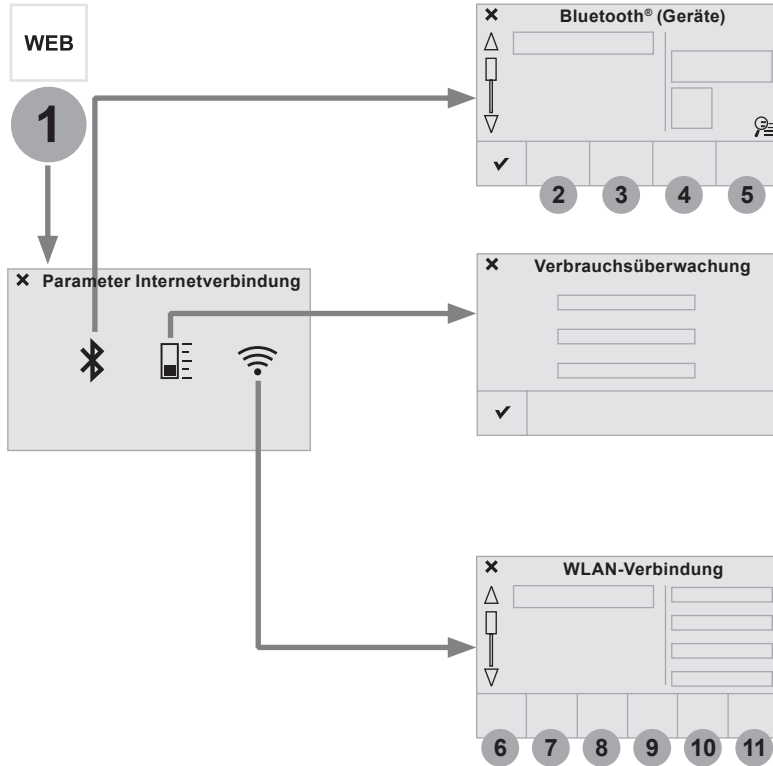 WEB
1
Parameter Internetverbindung
Bluetooth® (Geräte)
2 3 4 5
Verbrauchsüberwachung
WLAN-Verbindung
6 7 8 9 10 11